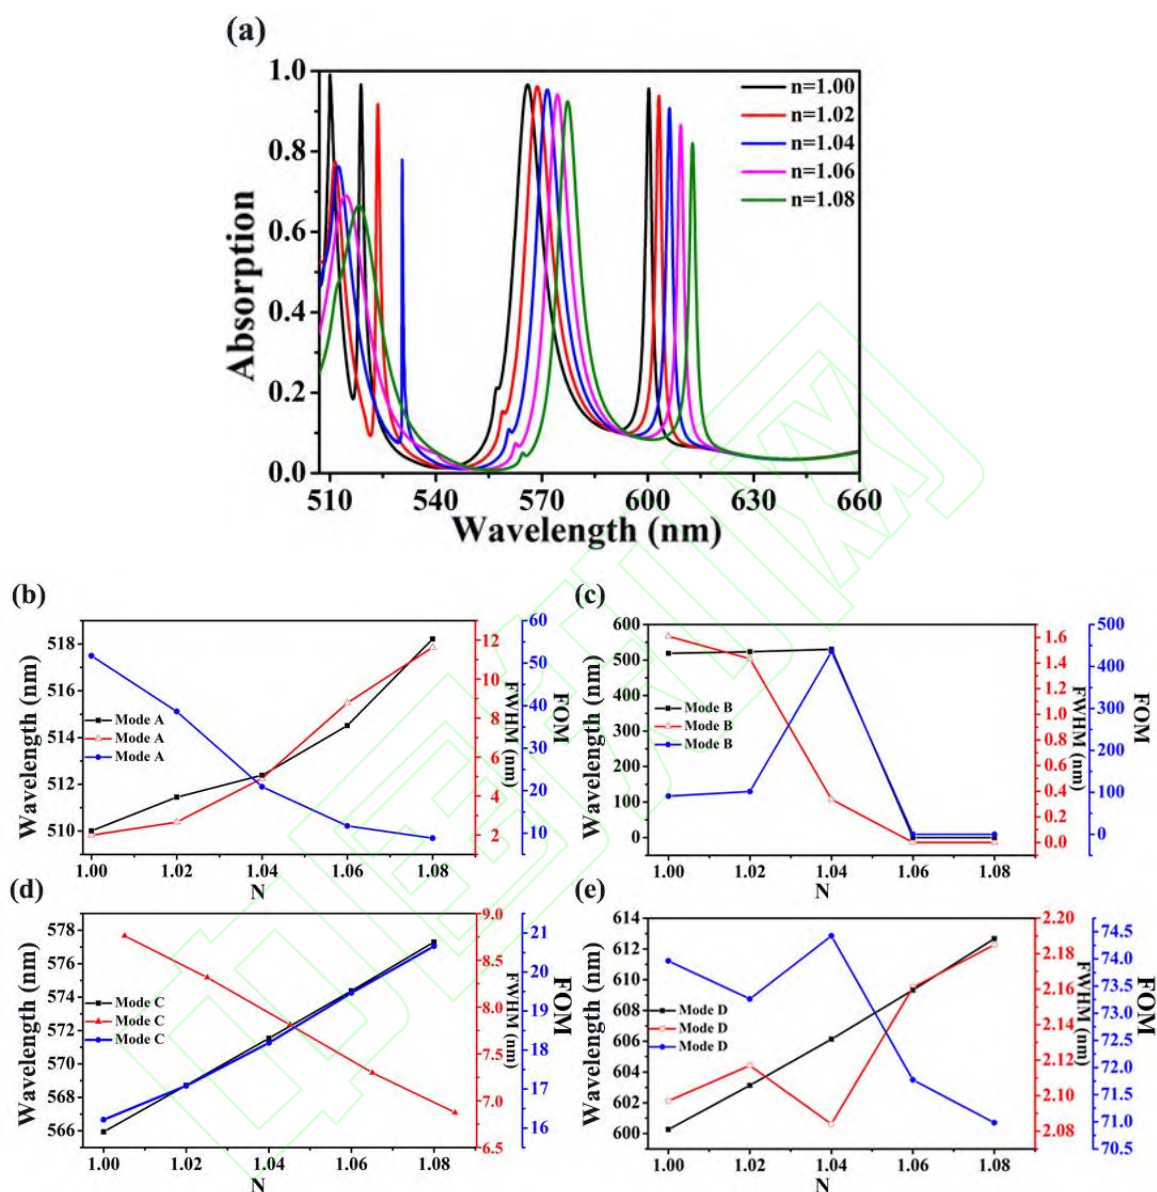 (a)
1.0
0.8
0.6
0.4
0.2
0.0
Absorption
n=1.00
n=1.02
n=1.04
n=1.06
n=1.08
510 540 570 600 630 660
Wavelength (nm)
(b)
518
516
514
512
510
Wavelength (nm)
Mode A
Mode A
Mode A
12
10
8
6
4
2
FWHM (nm)
60
50
40
30
20
10
FOM
1.00 1.02 1.04 1.06 1.08
N
(c)
600
500
400
300
200
100
0
Wavelength (nm)
Mode B
Mode B
Mode B
1.6
1.4
1.2
1.0
0.8
0.6
0.4
0.2
0.0
FWHM (nm)
500
400
300
200
100
0
FOM
1.00 1.02 1.04 1.06 1.08
N
(d)
578
576
574
572
570
568
566
Wavelength (nm)
Mode C
Mode C
Mode C
9.0
8.5
8.0
7.5
7.0
6.5
FWHM (nm)
21
20
19
18
17
16
FOM
1.00 1.02 1.04 1.06 1.08
N
(e)
614
612
610
608
606
604
602
600
Wavelength (nm)
Mode D
Mode D
Mode D
2.20
2.18
2.16
2.14
2.12
2.10
2.08
FWHM (nm)
74.5
74.0
73.5
73.0
72.5
72.0
71.5
71.0
70.5
FOM
1.00 1.02 1.04 1.06 1.08
N